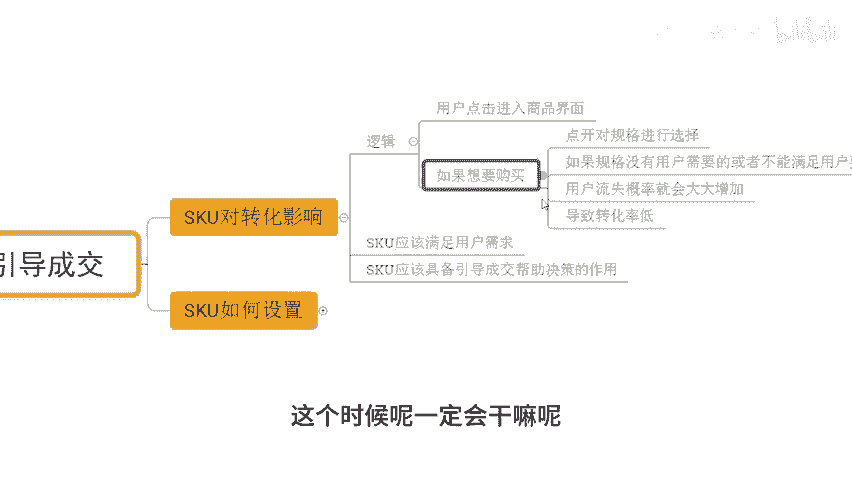 bilibili
用户点击进入商品界面
逻辑
点开对规格进行选择
如果规格没有用户需要的或者不能满足用户
如果想要购买
用户流失概率就会大大增加
导致转化率低
SKU对转化影响
SKU应该满足用户需求
引导成交
SKU应该具备引导成交帮助决策的作用
SKU如何设置
这个时候呢一定会干嘛呢